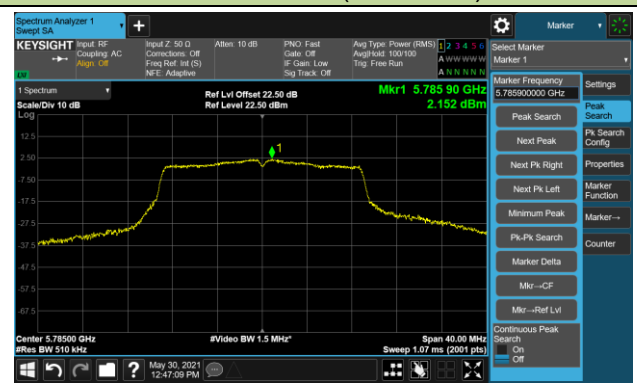 Spectrum Analyzer 1
Swept SA
Marker
KEYSIGHT
Input: RF
Coupling: AC
Align: Off
Input Z: 50 Ω
Corrections: Off
Freq Ref: Int (S)
NFE: Adaptive
Atten: 10 dB
PNO: Fast
Gate: Off
IF Gain: Low
Sig Track: Off
Avg Type: Power (RMS)
Avg|Hold: 100/100
Trig: Free Run
1 2 3 4 5 6
A W W W W W
A N N N N N
Select Marker
Marker 1
1 Spectrum
Scale/Div 10 dB
Log
Ref Lvl Offset 22.50 dB
Ref Level 22.50 dBm
Mkr1 5.785 90 GHz
2.152 dBm
12.5
2.50
-7.50
-17.5
-27.5
-37.5
-47.5
-57.5
-67.5
1
Center 5.78500 GHz
#Res BW 510 kHz
#Video BW 1.5 MHz*
Span 40.00 MHz
Sweep 1.07 ms (2001 pts)
Marker Frequency
5.785900000 GHz
Peak Search
Next Peak
Next Pk Right
Next Pk Left
Minimum Peak
Pk-Pk Search
Marker Delta
Mkr→CF
Mkr→Ref Lvl
Continuous Peak
Search
On
Off
Settings
Peak
Search
Pk Search
Config
Properties
Marker
Function
Marker→
Counter
?
May 30, 2021
12:47:09 PM